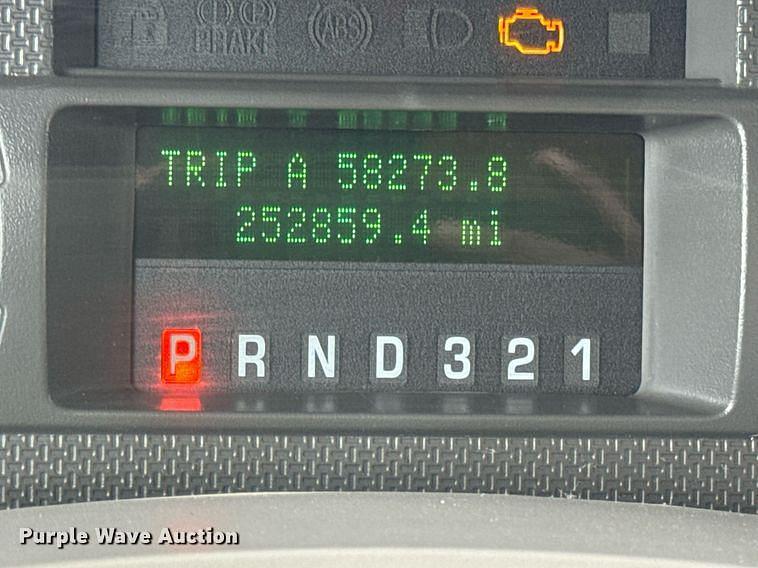 BRAKE
ABS
TRIP A 58273.8
252859.4 mi
P R N D 3 2 1
Purple Wave Auction